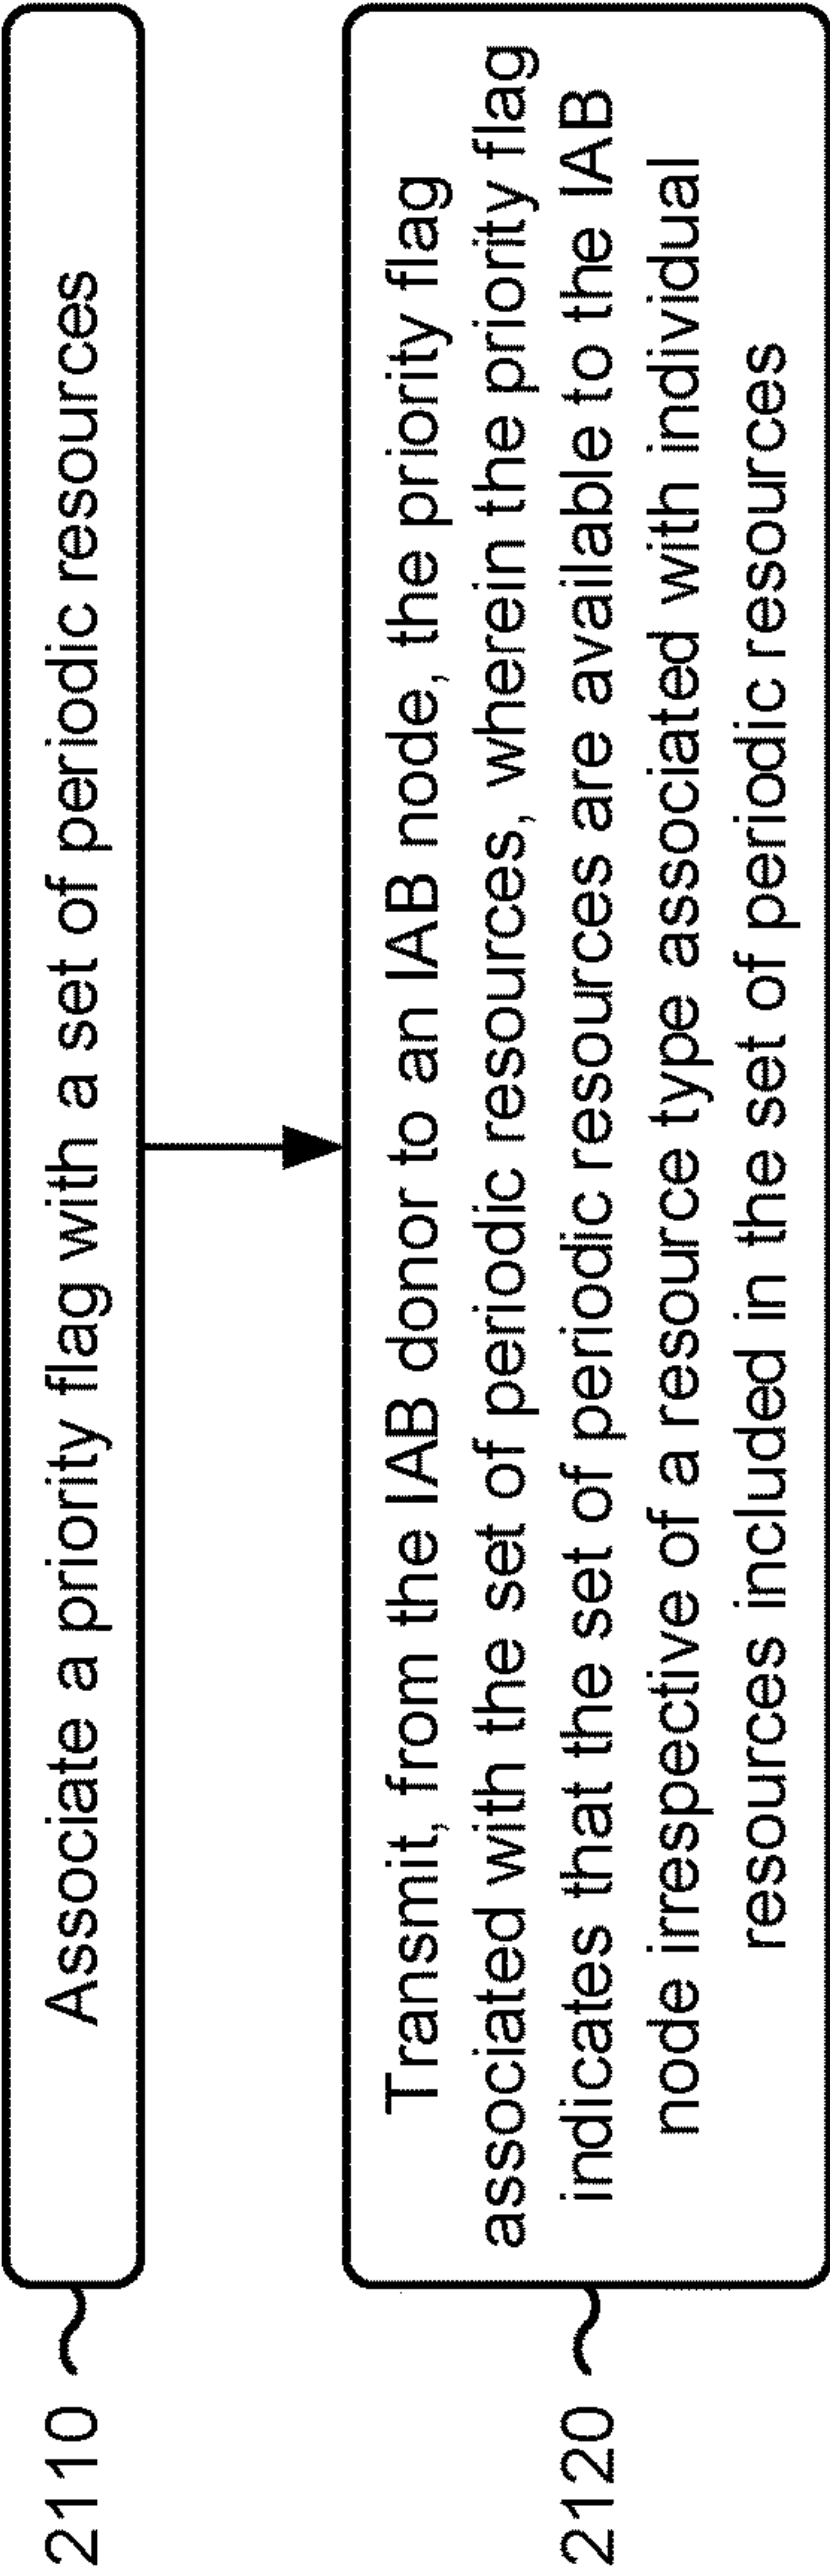 2110
Associate a priority flag with a set of periodic resources
2120
Transmit, from the IAB donor to an IAB node, the priority flag
associated with the set of periodic resources, wherein the priority flag
indicates that the set of periodic resources are available to the IAB
node irrespective of a resource type associated with individual
resources included in the set of periodic resources